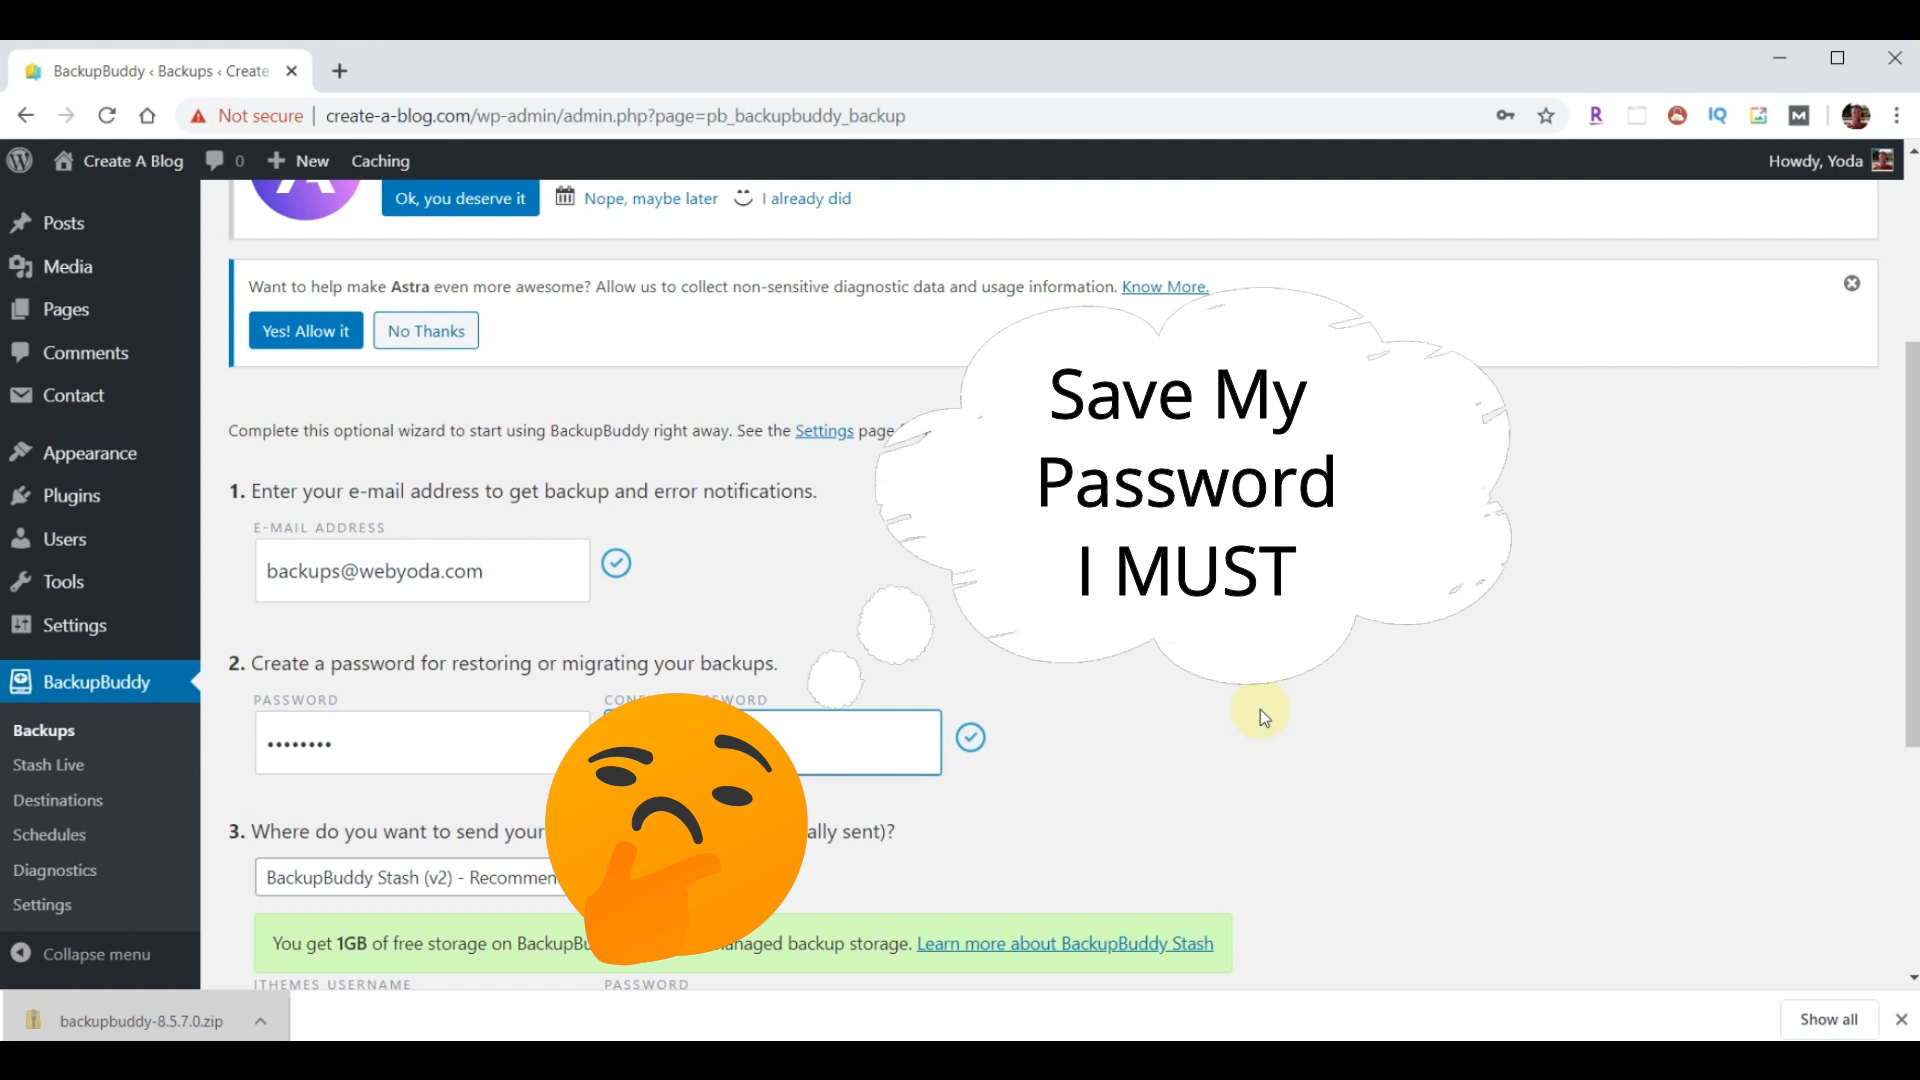 BackupBuddy ‹ Backups ‹ Create
Not secure | create-a-blog.com/wp-admin/admin.php?page=pb_backupbuddy_backup
R
IQ
M
Create A Blog 0 New Caching Howdy, Yoda
Ok, you deserve it Nope, maybe later I already did
Want to help make Astra even more awesome? Allow us to collect non-sensitive diagnostic data and usage information. Know More.
Yes! Allow it No Thanks
Posts
Media
Pages
Comments
Contact
Appearance
Plugins
Users
Tools
Settings
BackupBuddy
Backups
Stash Live
Destinations
Schedules
Diagnostics
Settings
Collapse menu
Complete this optional wizard to start using BackupBuddy right away. See the Settings page
1. Enter your e-mail address to get backup and error notifications.
E-MAIL ADDRESS
backups@webyoda.com
2. Create a password for restoring or migrating your backups.
PASSWORD
••••••••
3. Where do you want to send your ally sent)?
BackupBuddy Stash (v2) - Recommen
You get 1GB of free storage on BackupBu anaged backup storage. Learn more about BackupBuddy Stash
ITHEMES USERNAME PASSWORD
Save My
Password
I MUST
backupbuddy-8.5.7.0.zip
Show all